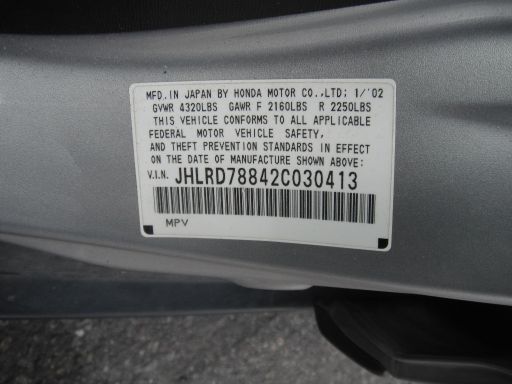 MFD. IN JAPAN BY HONDA MOTOR CO.,LTD; 1/'02
GVWR 4320LBS GAWR F 2160LBS R 2250LBS
THIS VEHICLE CONFORMS TO ALL APPLICABLE
FEDERAL MOTOR VEHICLE SAFETY,
AND THEFT PREVENTION STANDARDS IN EFFECT
ON THE DATE OF MANUFACTURE SHOWN ABOVE:
V.I.N. JHLRD78842C030413
MPV